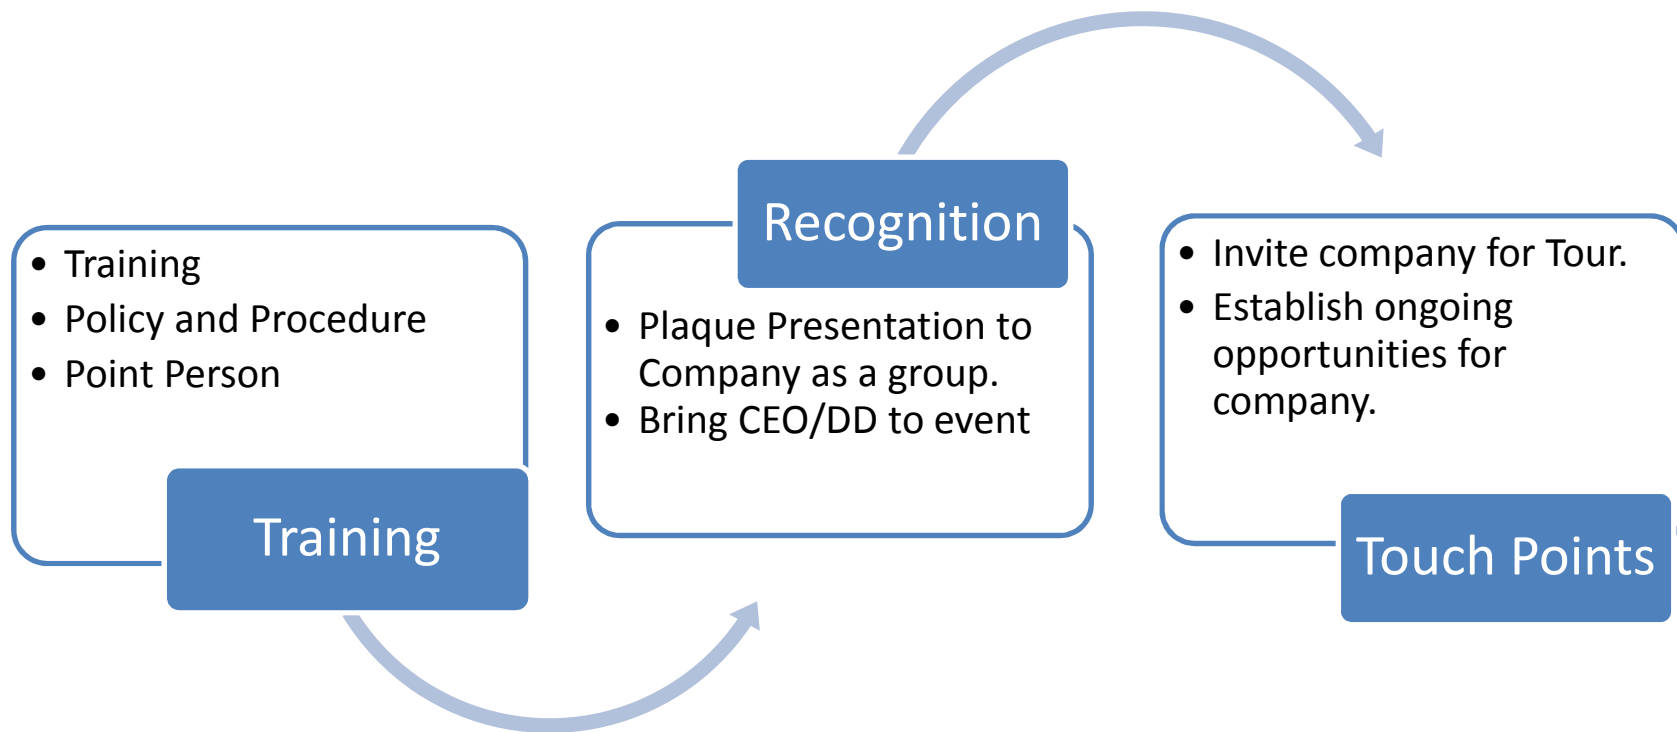 • Training
• Policy and Procedure
• Point Person
Training
Recognition
• Plaque Presentation to
Company as a group.
• Bring CEO/DD to event
• Invite company for Tour.
• Establish ongoing
opportunities for
company.
Touch Points